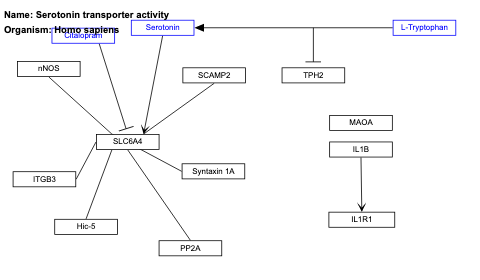 Name: Serotonin transporter activity
Organism: Homo sapiens
Citalopram
Serotonin
L-Tryptophan
nNOS
SCAMP2
TPH2
MAOA
SLC6A4
IL1B
ITGB3
Syntaxin 1A
Hic-5
IL1R1
PP2A